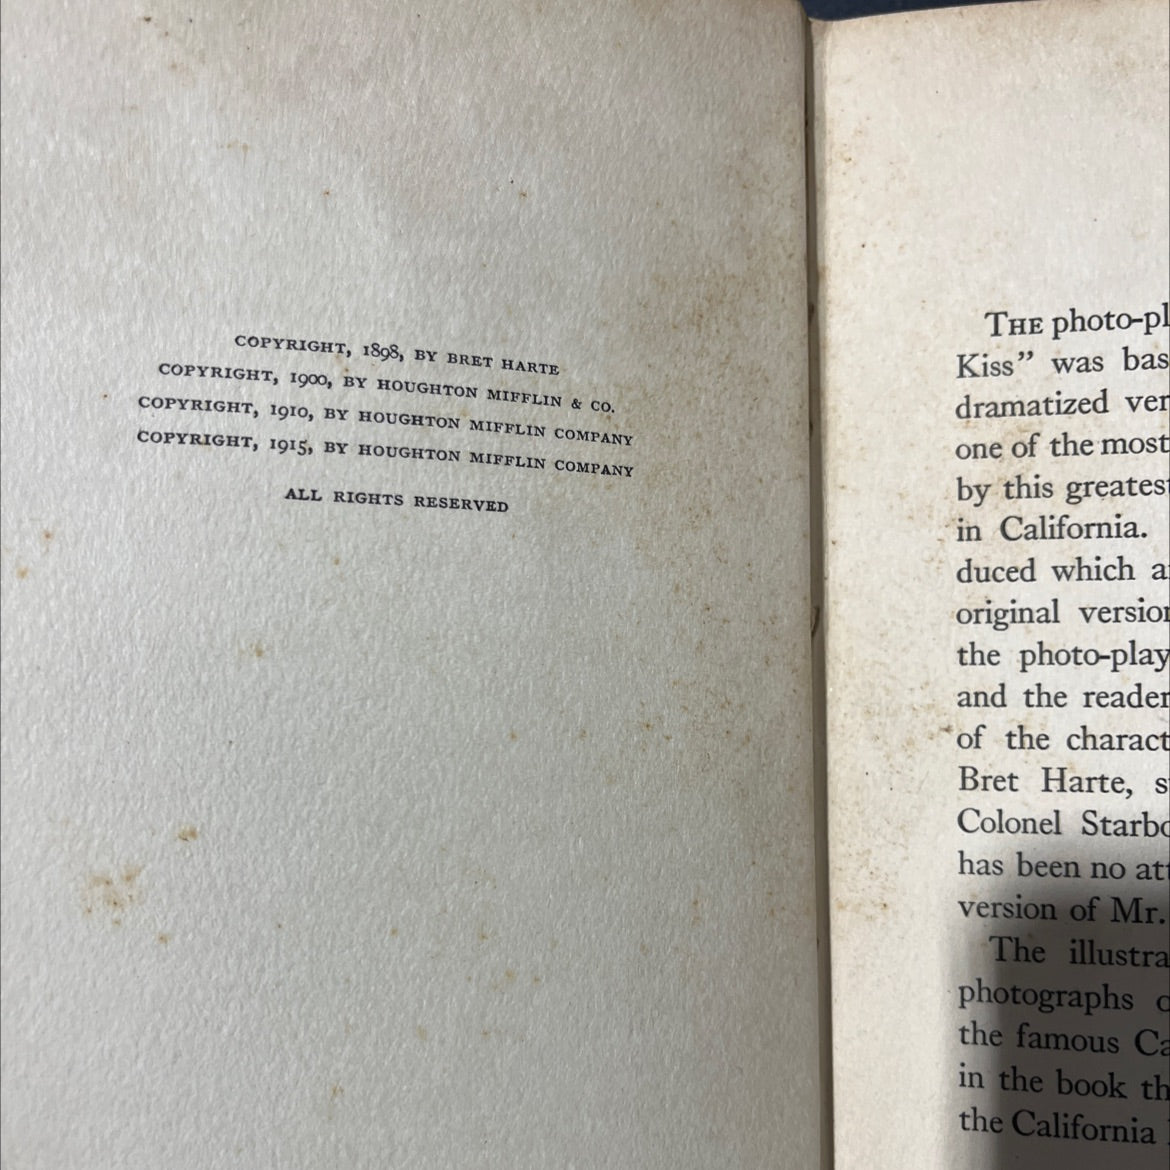 COPYRIGHT, 1898, BY BRET HARTE
COPYRIGHT, 1900, BY HOUGHTON MIFFLIN & CO.
COPYRIGHT, 1910, BY HOUGHTON MIFFLIN COMPANY
COPYRIGHT, 1915, BY HOUGHTON MIFFLIN COMPANY
ALL RIGHTS RESERVED
THE photo-pl
Kiss” was bas
dramatized ver
one of the most
by this greatest
in California.
duced which a
original version
the photo-play
and the reader
of the charact
Bret Harte, s
Colonel Starbo
has been no att
version of Mr.
The illustra
photographs
the famous Ca
in the book th
the California